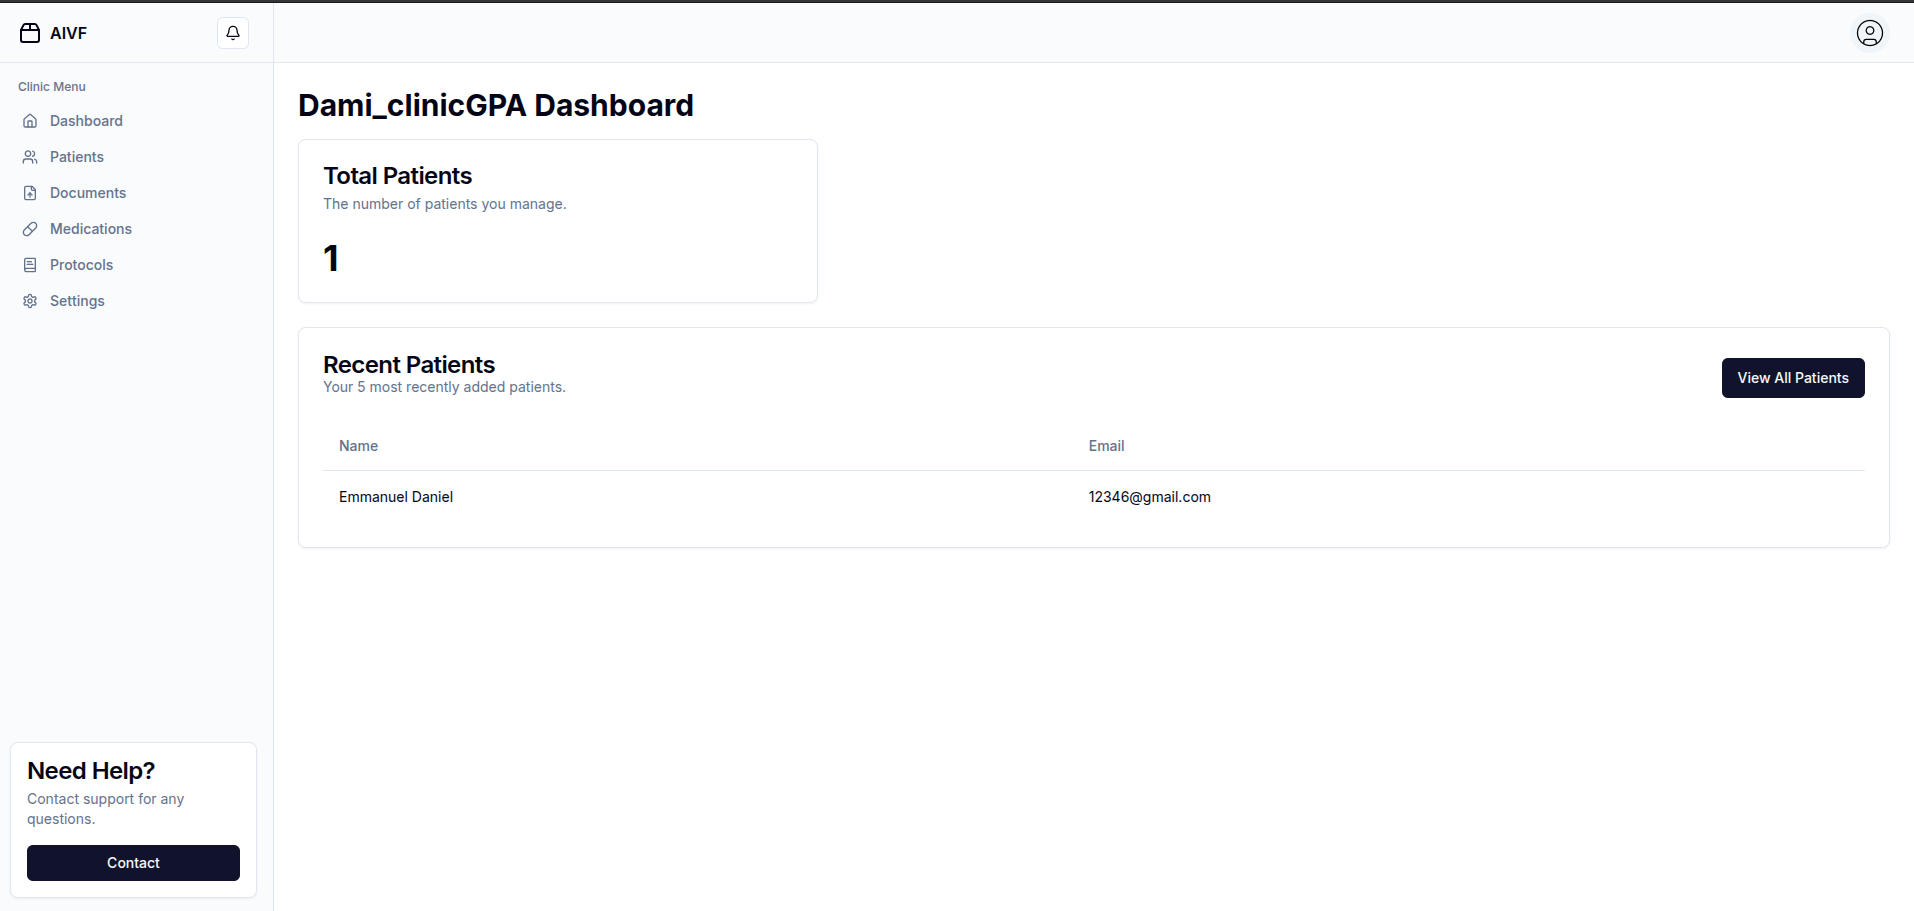 AIVF
Clinic Menu
Dashboard
Patients
Documents
Medications
Protocols
Settings
Need Help?
Contact support for any
questions.
Contact
Dami_clinicGPA Dashboard
Total Patients
The number of patients you manage.
1
Recent Patients
Your 5 most recently added patients.
View All Patients
Name Email
Emmanuel Daniel 12346@gmail.com